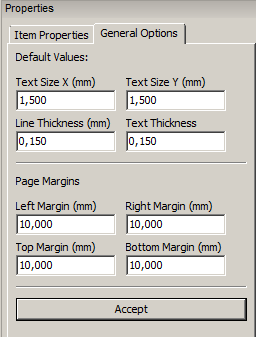 Properties
Item Properties General Options
Default Values:
Text Size X (mm) Text Size Y (mm)
1,500 1,500
Line Thickness (mm) Text Thickness
0,150 0,150
Page Margins
Left Margin (mm) Right Margin (mm)
10,000 10,000
Top Margin (mm) Bottom Margin (mm)
10,000 10,000
Accept